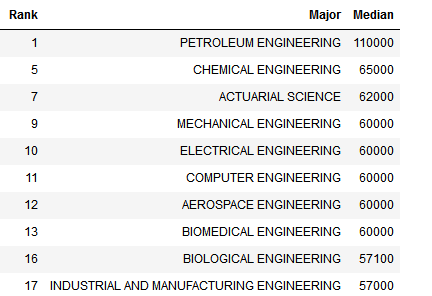 Rank Major Median
1 PETROLEUM ENGINEERING 110000
5 CHEMICAL ENGINEERING 65000
7 ACTUARIAL SCIENCE 62000
9 MECHANICAL ENGINEERING 60000
10 ELECTRICAL ENGINEERING 60000
11 COMPUTER ENGINEERING 60000
12 AEROSPACE ENGINEERING 60000
13 BIOMEDICAL ENGINEERING 60000
16 BIOLOGICAL ENGINEERING 57100
17 INDUSTRIAL AND MANUFACTURING ENGINEERING 57000